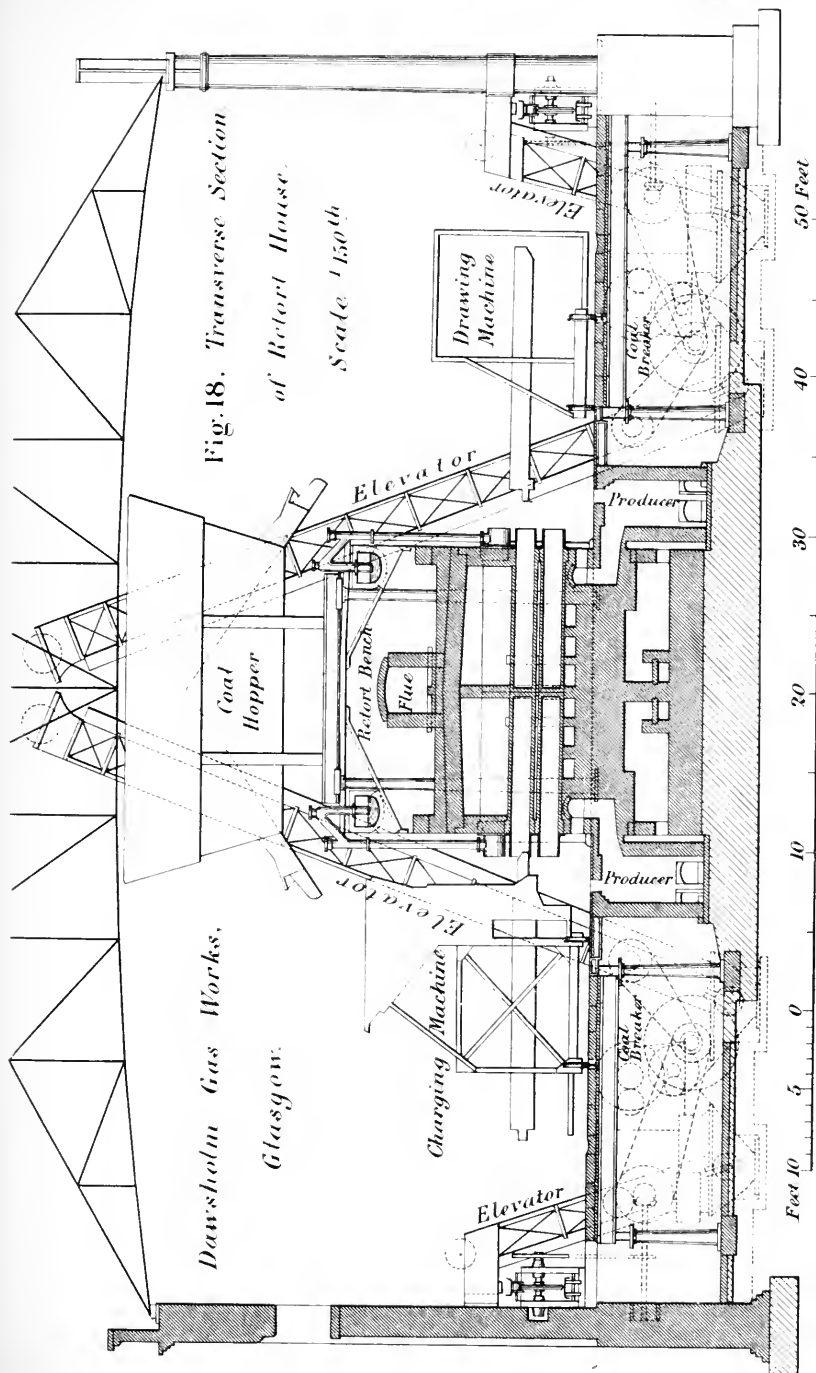 Dawsholm Gas Works,
Glasgow.
Fig. 18. Transverse Section
of Retort House.
Scale 1/150th
Coal
Hopper
Elevator
Elevator
Retort Bench
Flue
Charging Machine
Drawing
Machine
Elevator
Elevator
Producer
Producer
Coal
Breaker
Coal
Breaker
Feet 10 5 0 10 20 30 40 50 Feet